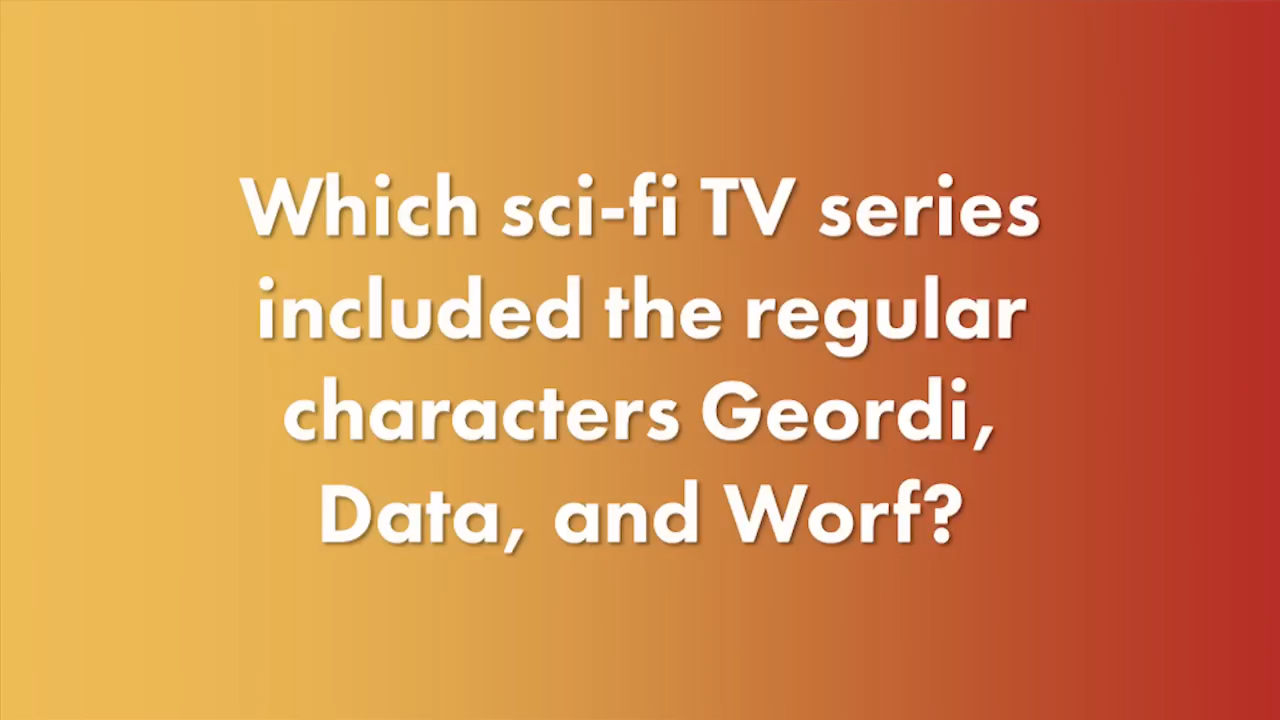 Which sci-fi TV series
included the regular
characters Geordi,
Data, and Worf?